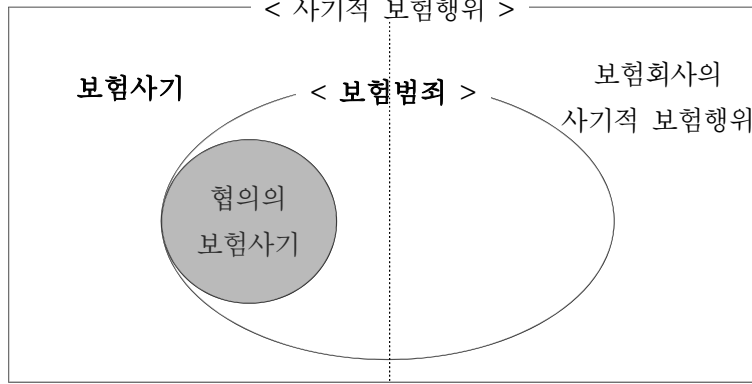 < 사기적 보험행위 >
보험사기
< 보험범죄 >
보험회사의
사기적 보험행위
협의의
보험사기